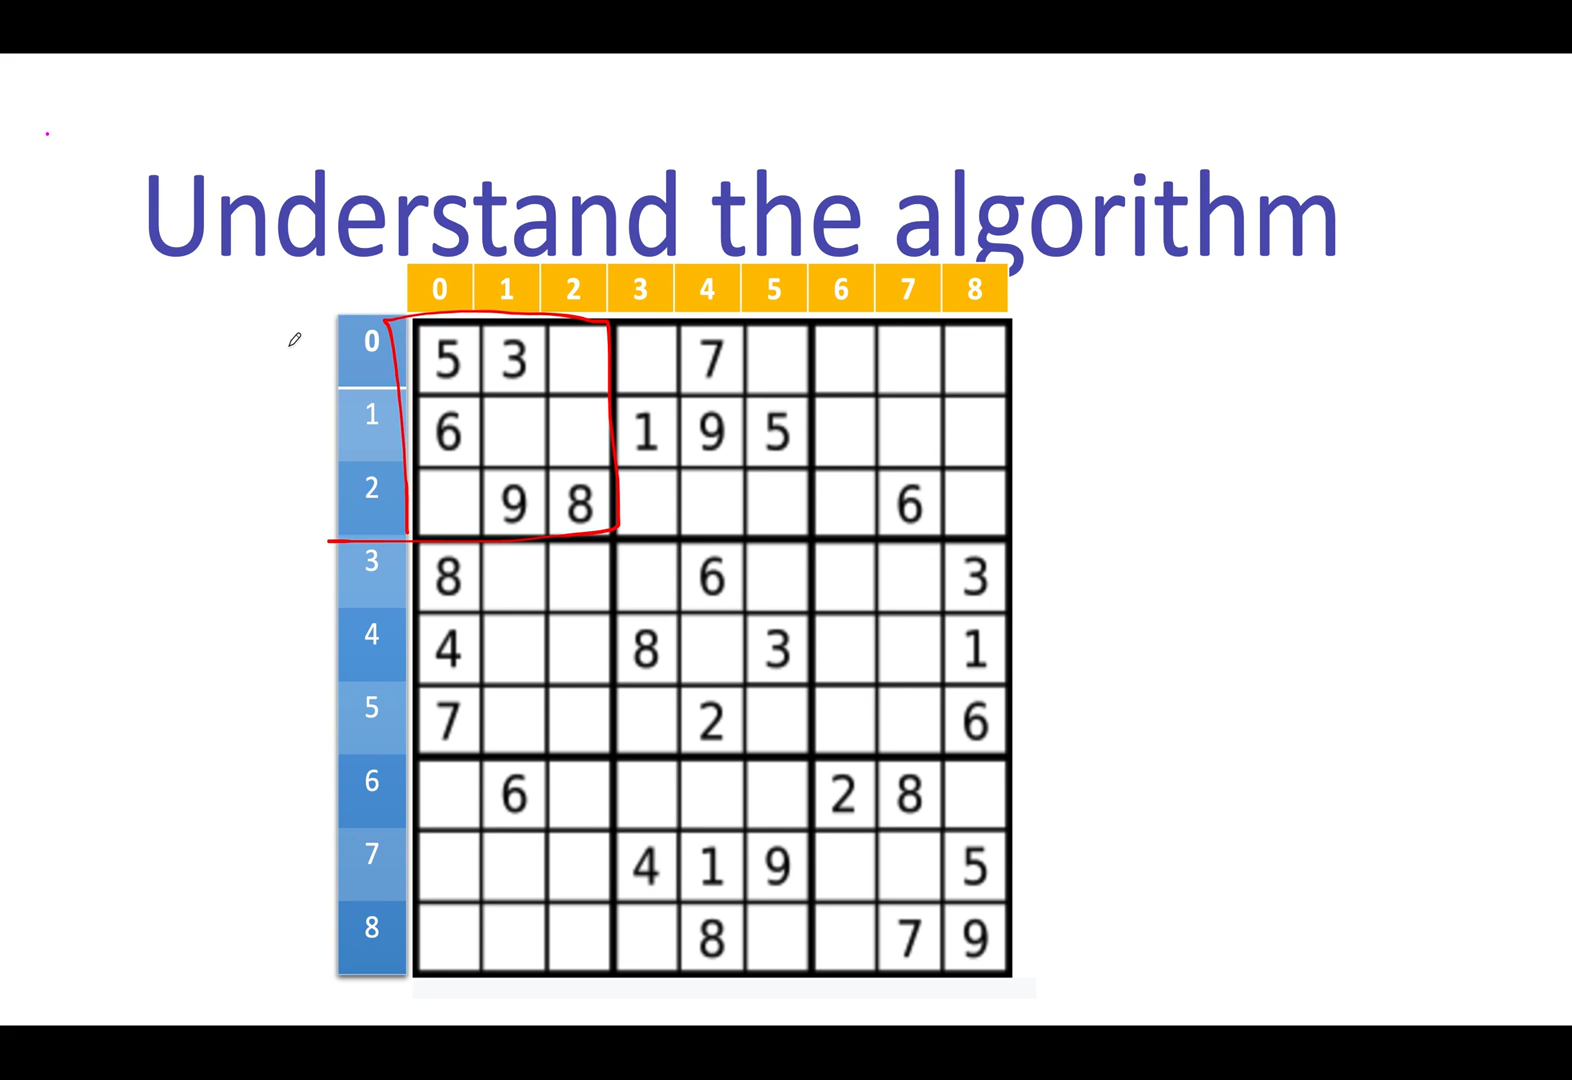 Understand the algorithm
0 1 2 3 4 5 6 7 8
0 5 3 7
1 6 1 9 5
2 9 8 6
3 8 6 3
4 4 8 3 1
5 7 2 6
6 6 2 8
7 4 1 9 5
8 8 7 9